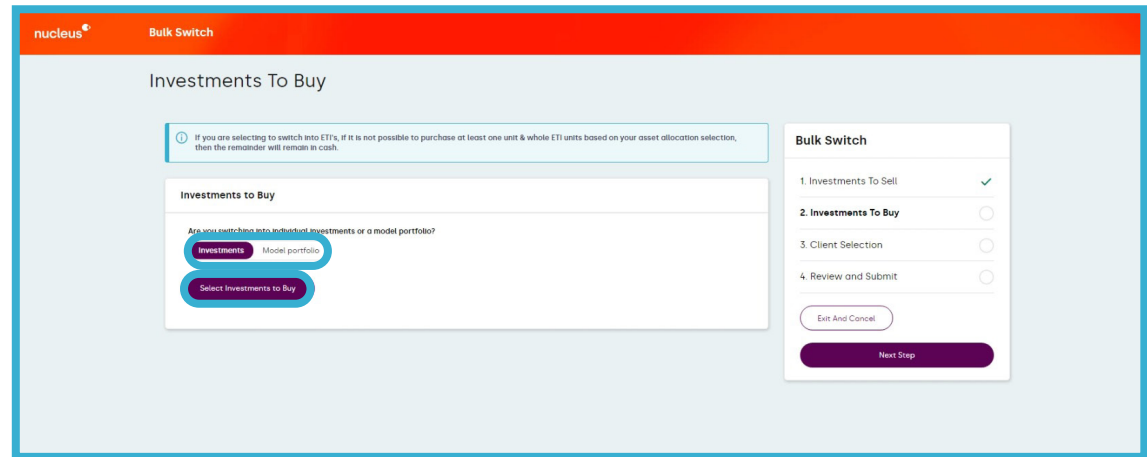 nucleus
Bulk Switch
Investments To Buy
If you are selecting to switch into ETI's, if it is not possible to purchase at least one unit & whole ETI units based on your asset allocation selection,
then the remainder will remain in cash.
Investments to Buy
Are you switching into individual investments or a model portfolio?
Investments Model portfolio
Select Investments to Buy
Bulk Switch
1. Investments To Sell
2. Investments To Buy
3. Client Selection
4. Review and Submit
Exit And Cancel
Next Step